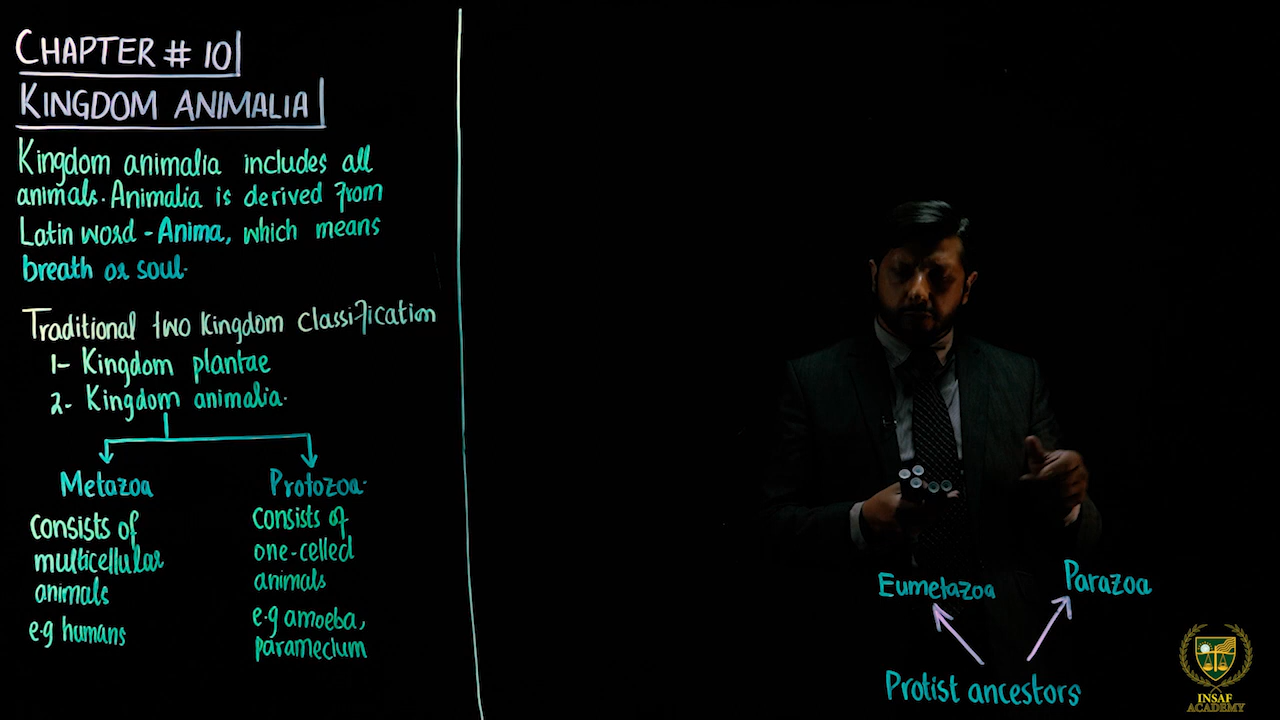 CHAPTER # 10
KINGDOM ANIMALIA
Kingdom animalia includes all
animals. Animalia is derived from
Latin word - Anima, which means
breath or soul.
Traditional two Kingdom classification
1- Kingdom plantae
2- Kingdom animalia.
Metazoa
consists of
multicellular
animals
e.g humans
Protozoa.
consists of
one-celled
animals
e.g amoeba,
paramecium
Eumetazoa
Parazoa
Protist ancestors
INSAF
ACADEMY